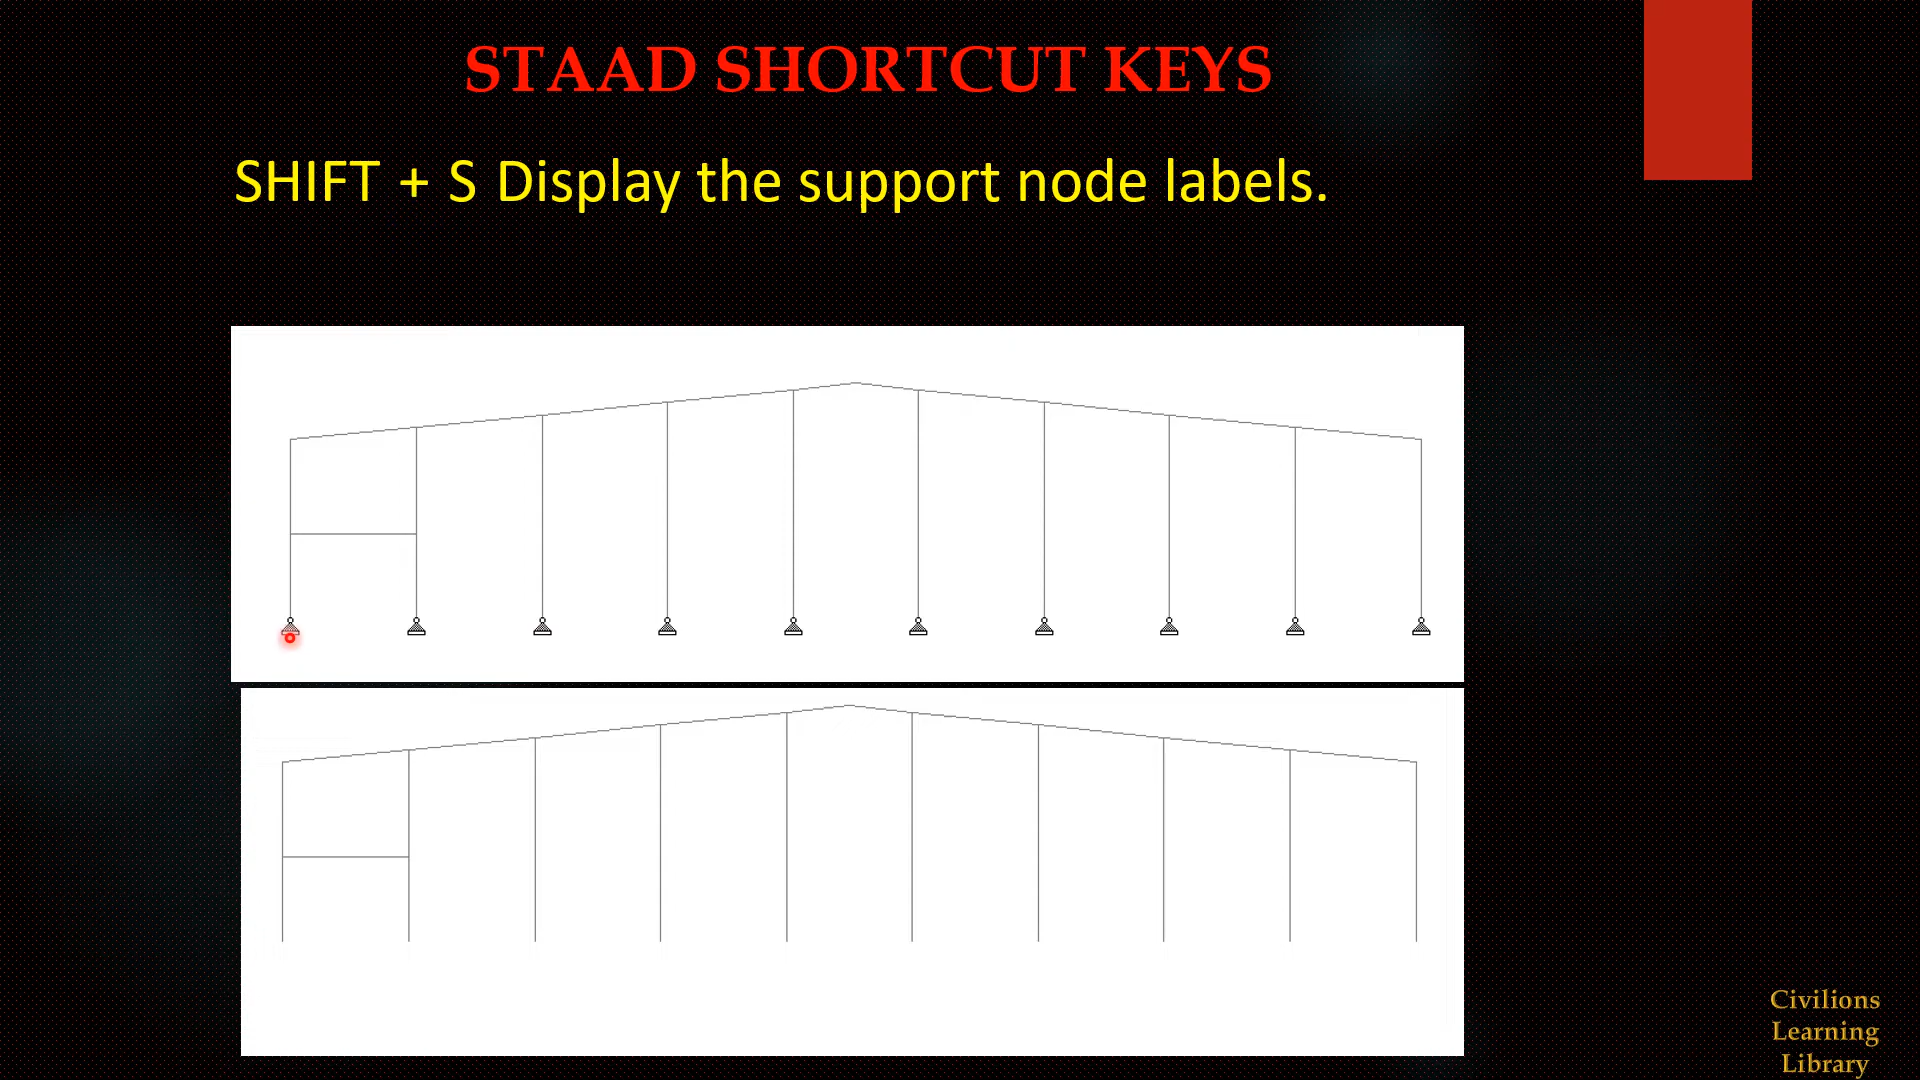 STAAD SHORTCUT KEYS
SHIFT + S Display the support node labels.
Civilions
Learning
Library